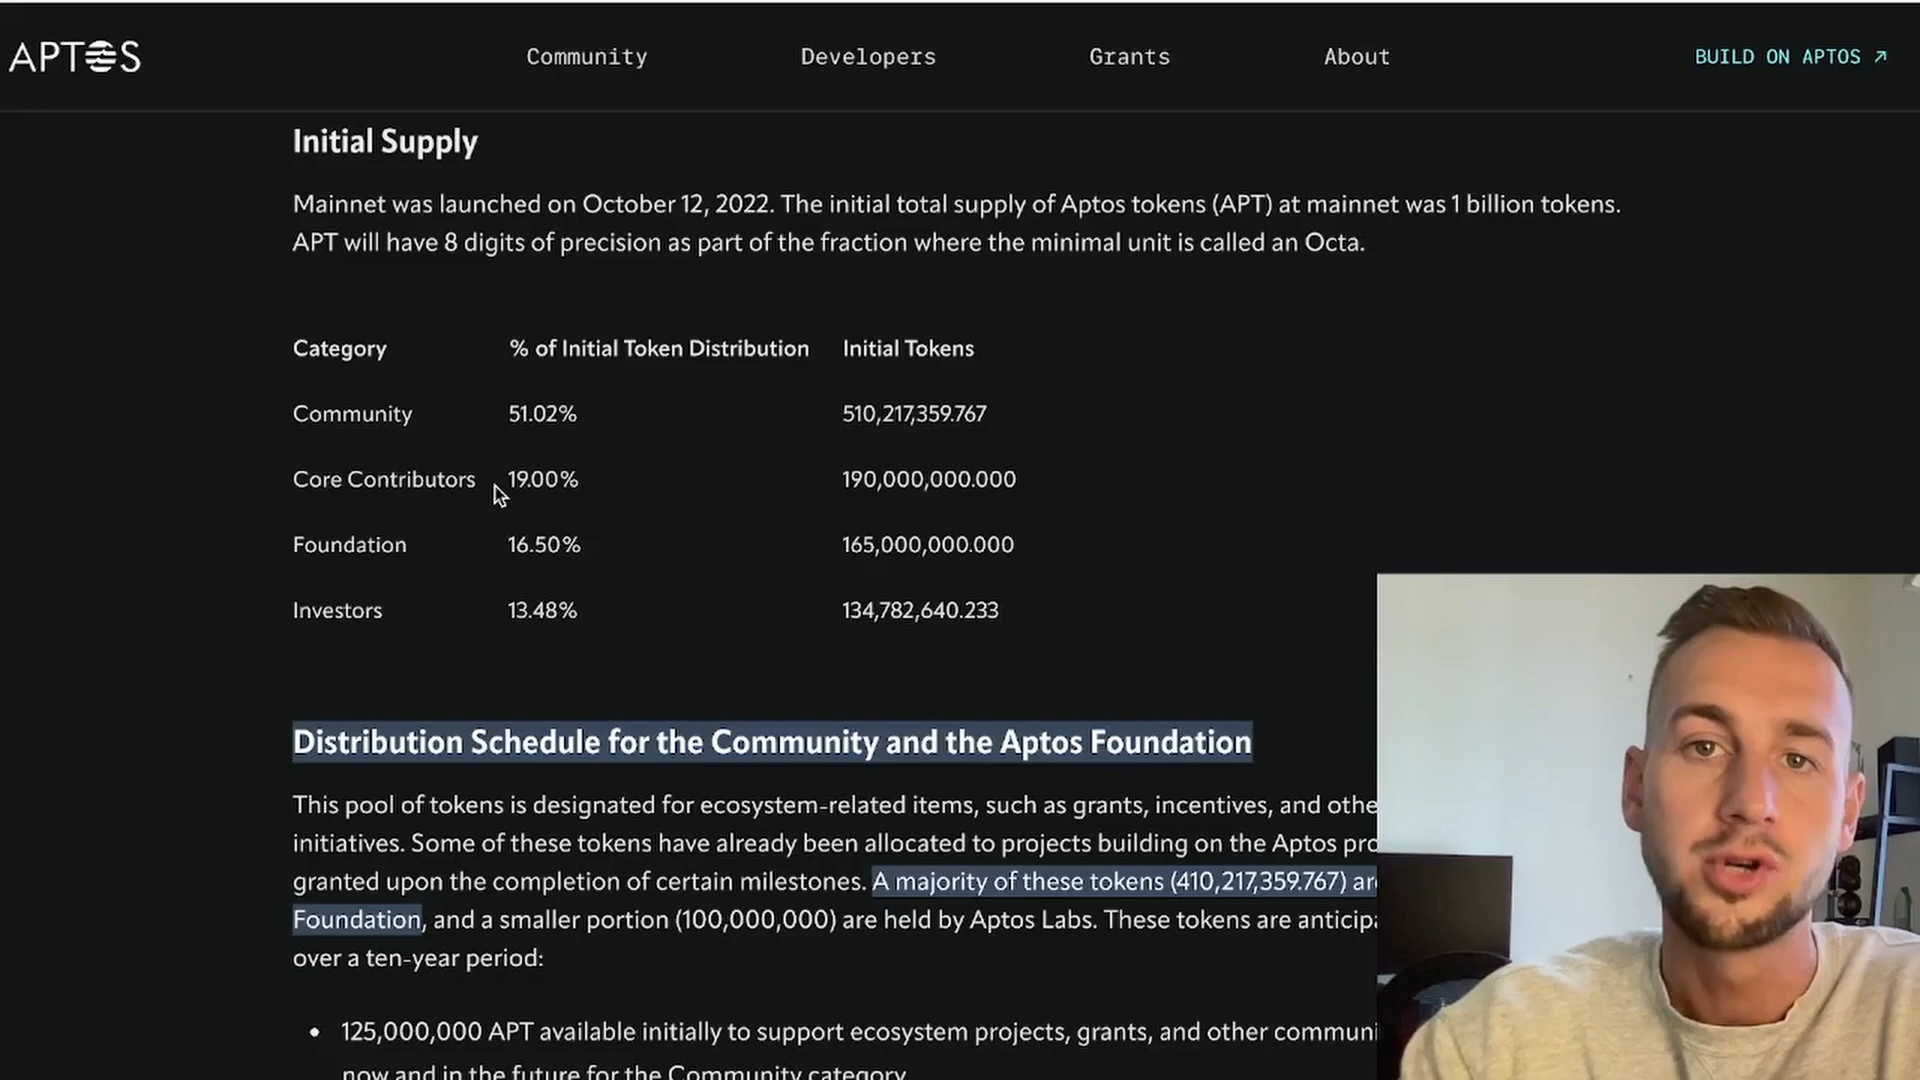 APTOS
Community
Developers
Grants
About
BUILD ON APTOS ↗
Initial Supply
Mainnet was launched on October 12, 2022. The initial total supply of Aptos tokens (APT) at mainnet was 1 billion tokens.
APT will have 8 digits of precision as part of the fraction where the minimal unit is called an Octa.
Category % of Initial Token Distribution Initial Tokens
Community 51.02% 510,217,359.767
Core Contributors 19.00% 190,000,000.000
Foundation 16.50% 165,000,000.000
Investors 13.48% 134,782,640.233
Distribution Schedule for the Community and the Aptos Foundation
This pool of tokens is designated for ecosystem-related items, such as grants, incentives, and othe
initiatives. Some of these tokens have already been allocated to projects building on the Aptos pro
granted upon the completion of certain milestones. A majority of these tokens (410,217,359.767) ar
Foundation, and a smaller portion (100,000,000) are held by Aptos Labs. These tokens are anticipa
over a ten-year period:
• 125,000,000 APT available initially to support ecosystem projects, grants, and other communi
now and in the future for the Community category